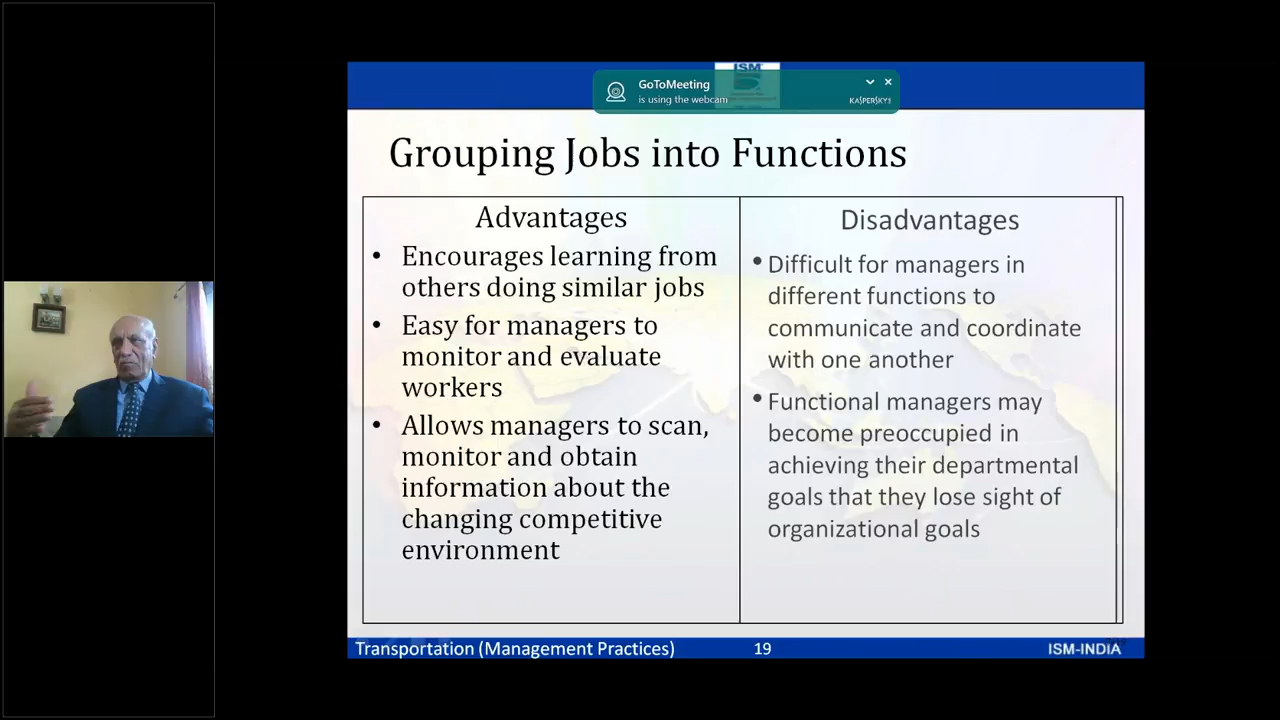 ISM
GoToMeeting
is using the webcam
KASPERSKY
Grouping Jobs into Functions
Advantages
• Encourages learning from
others doing similar jobs
• Easy for managers to
monitor and evaluate
workers
• Allows managers to scan,
monitor and obtain
information about the
changing competitive
environment
Disadvantages
• Difficult for managers in
different functions to
communicate and coordinate
with one another
• Functional managers may
become preoccupied in
achieving their departmental
goals that they lose sight of
organizational goals
Transportation (Management Practices)
19
ISM-INDIA